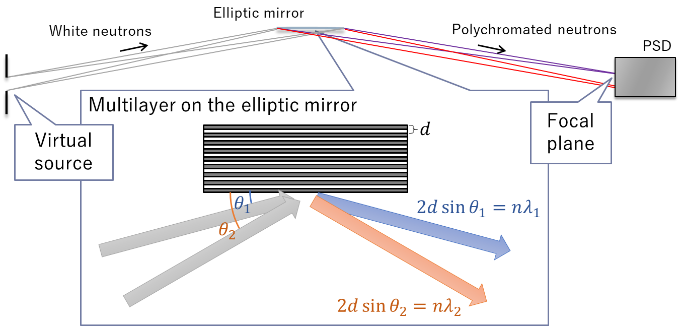 Elliptic mirror
White neutrons
Polychromated neutrons
PSD
Multilayer on the elliptic mirror
d
Virtual
source
Focal
plane
θ₁
θ₂
2d sin θ₁ = nλ₁
2d sin θ₂ = nλ₂